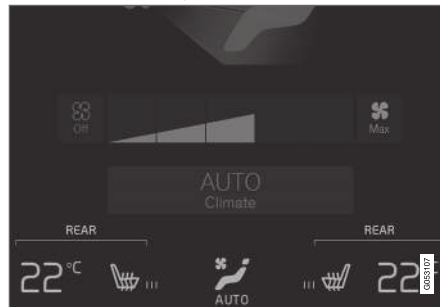 Off
Max
AUTO
Climate
REAR
REAR
22°C
22°
AUTO
G053107